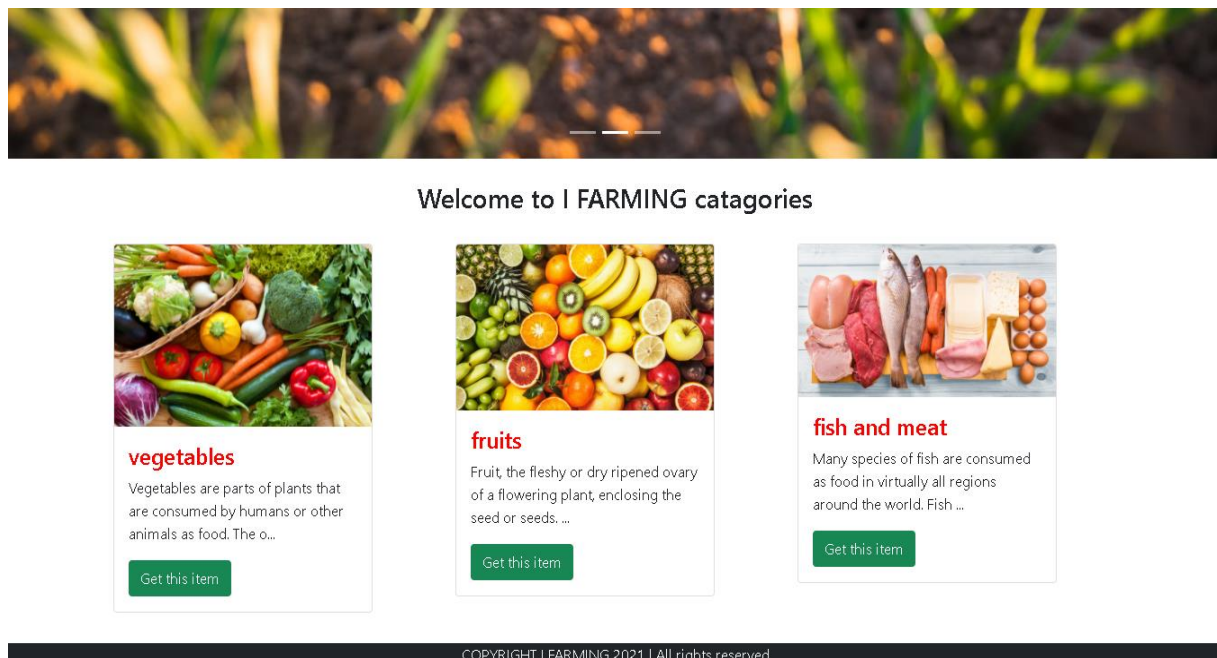 Welcome to I FARMING catagories
vegetables
Vegetables are parts of plants that
are consumed by humans or other
animals as food. The o...
Get this item
fruits
Fruit, the fleshy or dry ripened ovary
of a flowering plant, enclosing the
seed or seeds. ...
Get this item
fish and meat
Many species of fish are consumed
as food in virtually all regions
around the world. Fish ...
Get this item
COPYRIGHT I FARMING 2021 | All rights reserved